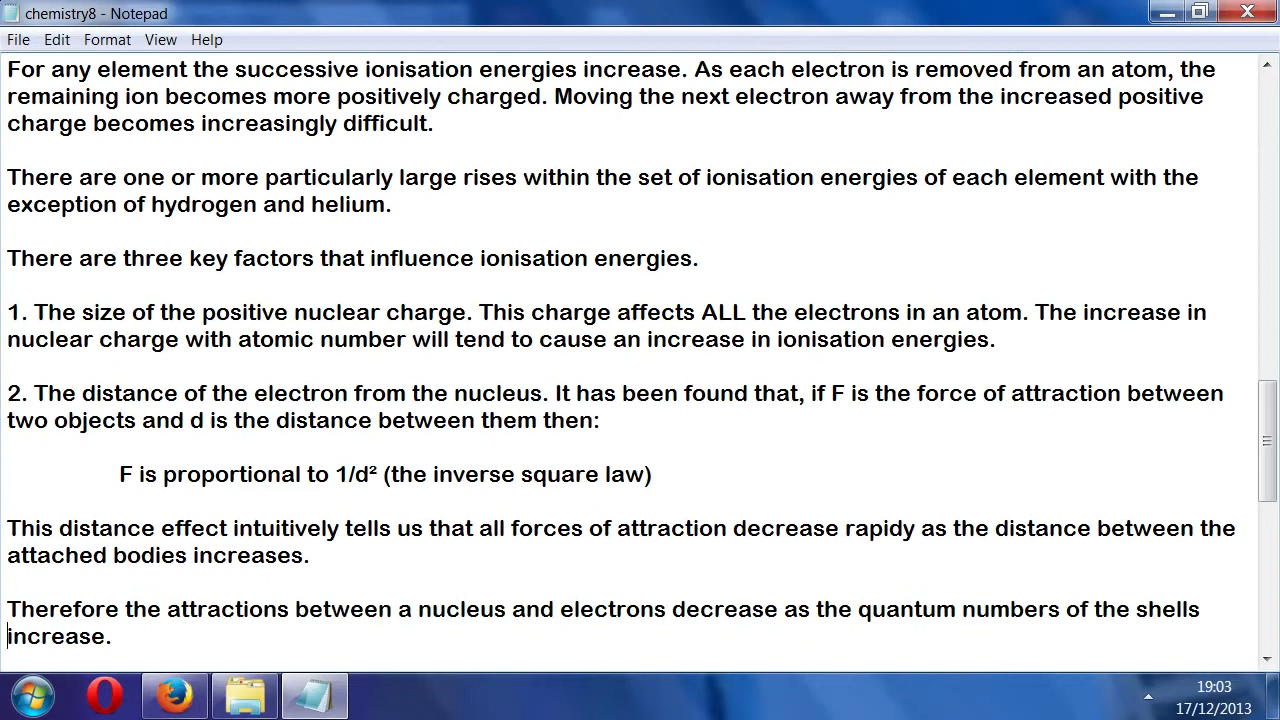 chemistry8 - Notepad
File Edit Format View Help
For any element the successive ionisation energies increase. As each electron is removed from an atom, the
remaining ion becomes more positively charged. Moving the next electron away from the increased positive
charge becomes increasingly difficult.
There are one or more particularly large rises within the set of ionisation energies of each element with the
exception of hydrogen and helium.
There are three key factors that influence ionisation energies.
1. The size of the positive nuclear charge. This charge affects ALL the electrons in an atom. The increase in
nuclear charge with atomic number will tend to cause an increase in ionisation energies.
2. The distance of the electron from the nucleus. It has been found that, if F is the force of attraction between
two objects and d is the distance between them then:
F is proportional to 1/d² (the inverse square law)
This distance effect intuitively tells us that all forces of attraction decrease rapidy as the distance between the
attached bodies increases.
Therefore the attractions between a nucleus and electrons decrease as the quantum numbers of the shells
increase.
19:03
17/12/2013